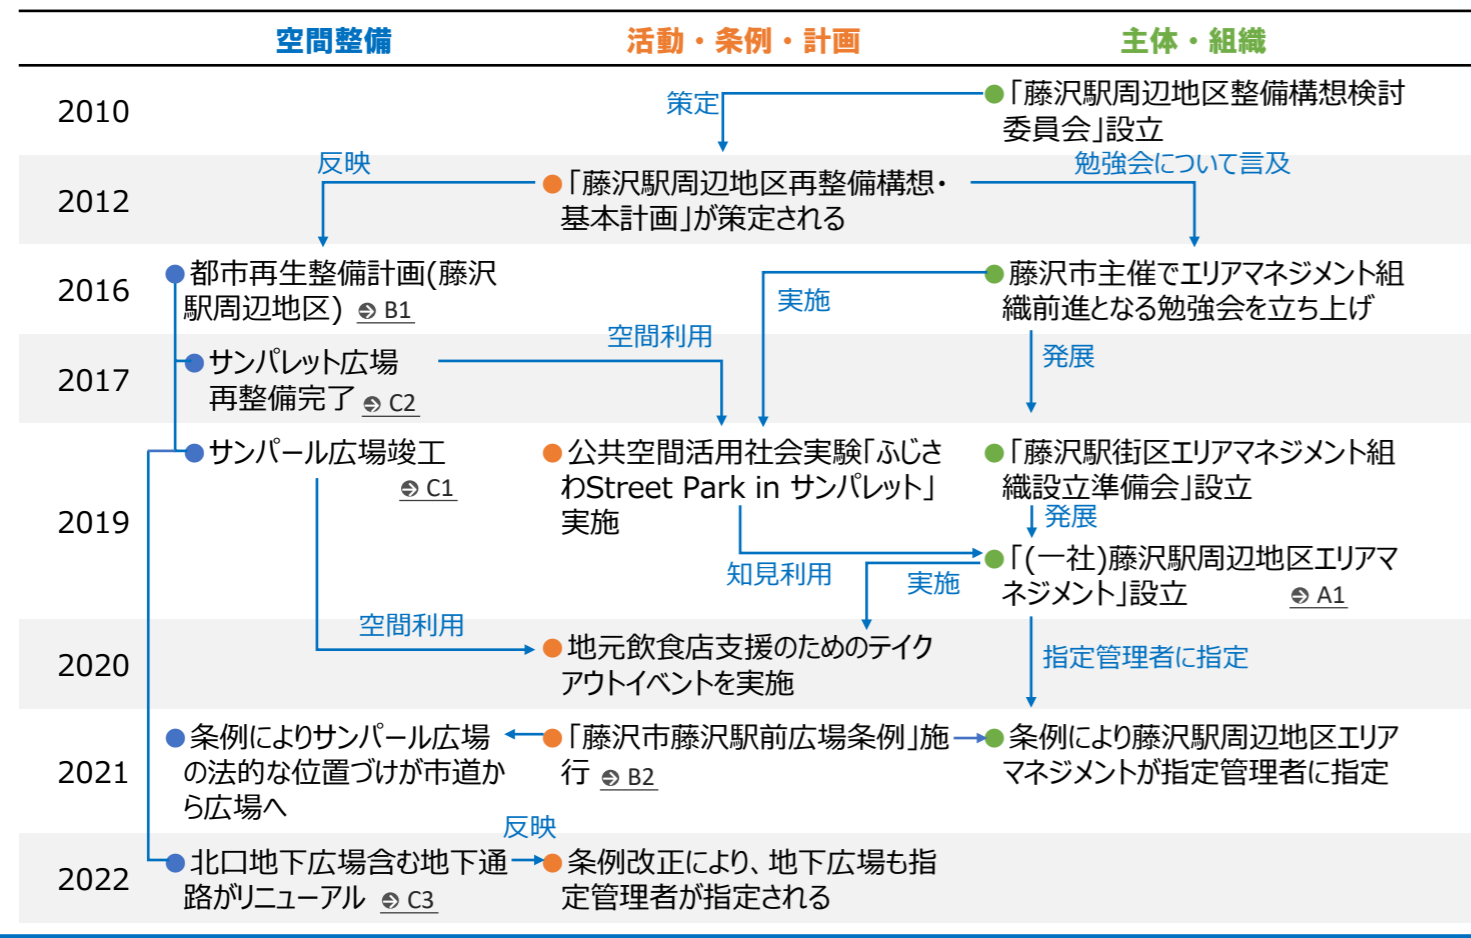 空間整備
活動・条例・計画
主体・組織
2010
策定
「藤沢駅周辺地区整備構想検討
委員会」設立
2012
反映
「藤沢駅周辺地区再整備構想・
基本計画」が策定される
勉強会について言及
2016
都市再生整備計画(藤沢
駅周辺地区) B1
実施
藤沢市主催でエリアマネジメント組
織前進となる勉強会を立ち上げ
2017
サンパレット広場
再整備完了 C2
空間利用
発展
2019
サンパール広場竣工
C1
公共空間活用社会実験「ふじさ
わStreet Park in サンパレット」
実施
「藤沢駅街区エリアマネジメント組
織設立準備会」設立
発展
知見利用
実施
「(一社)藤沢駅周辺地区エリアマ
ネジメント」設立 A1
2020
空間利用
地元飲食店支援のためのテイク
アウトイベントを実施
指定管理者に指定
2021
条例によりサンパール広場
の法的な位置づけが市道か
ら広場へ
「藤沢市藤沢駅前広場条例」施
行 B2
条例により藤沢駅周辺地区エリア
マネジメントが指定管理者に指定
2022
北口地下広場含む地下通
路がリニューアル C3
反映
条例改正により、地下広場も指
定管理者が指定される